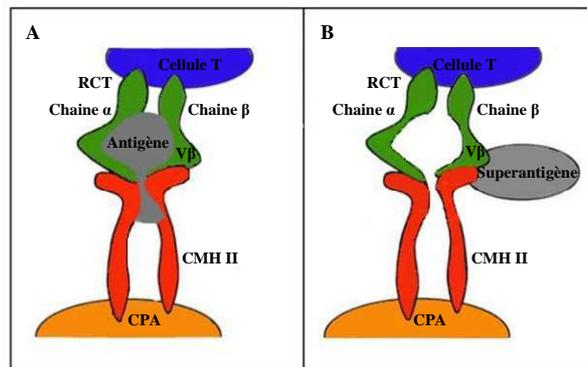 A
Cellule T
RCT
Chaine α
Chaine β
Antigène
Vβ
CMH II
CPA
B
Cellule T
RCT
Chaine α
Chaine β
Vβ
Superantigène
CMH II
CPA